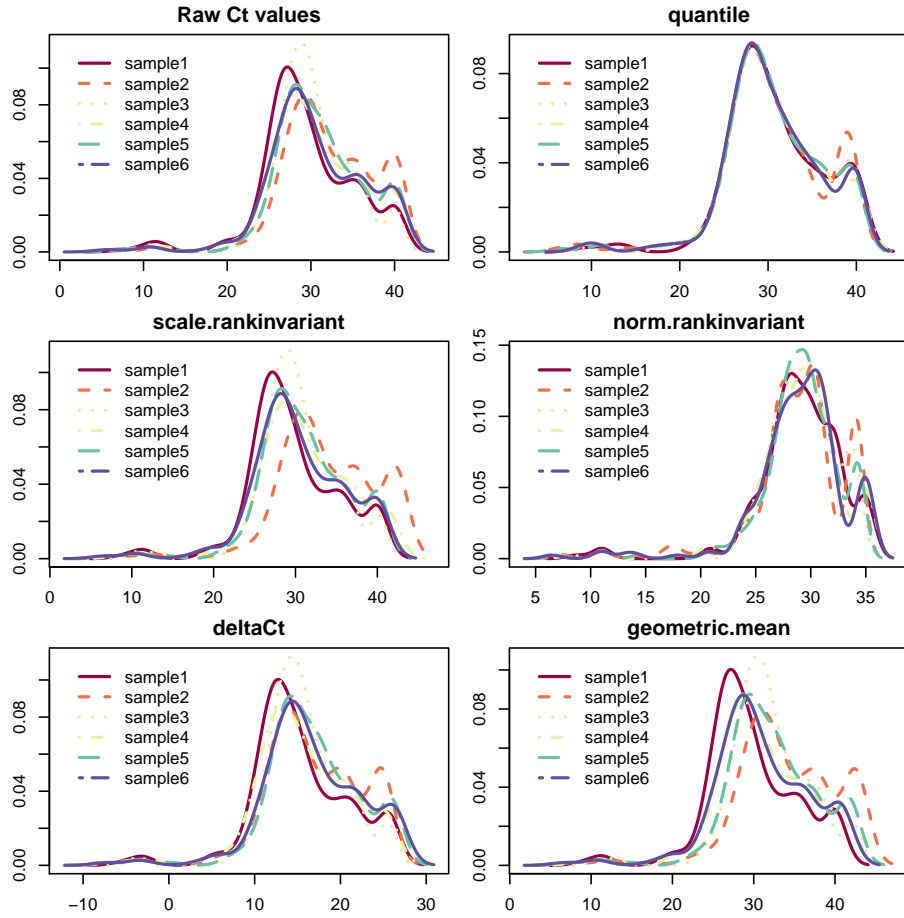 Raw Ct values
sample1
sample2
sample3
sample4
sample5
sample6
0.00 0.04 0.08
0 10 20 30 40
quantile
sample1
sample2
sample3
sample4
sample5
sample6
0.00 0.04 0.08
10 20 30 40
scale.rankinvariant
sample1
sample2
sample3
sample4
sample5
sample6
0.00 0.04 0.08
0 10 20 30 40
norm.rankinvariant
sample1
sample2
sample3
sample4
sample5
sample6
0.00 0.05 0.10 0.15
5 10 15 20 25 30 35
deltaCt
sample1
sample2
sample3
sample4
sample5
sample6
0.00 0.04 0.08
−10 0 10 20 30
geometric.mean
sample1
sample2
sample3
sample4
sample5
sample6
0.00 0.04 0.08
0 10 20 30 40